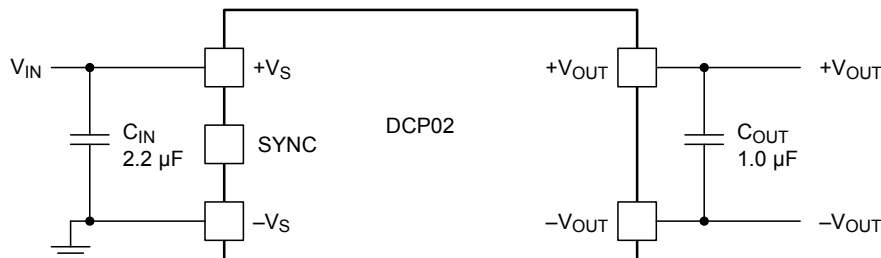 V_IN
+V_S
+V_OUT
+V_OUT
C_IN
2.2 μF
SYNC
DCP02
C_OUT
1.0 μF
–V_S
–V_OUT
–V_OUT